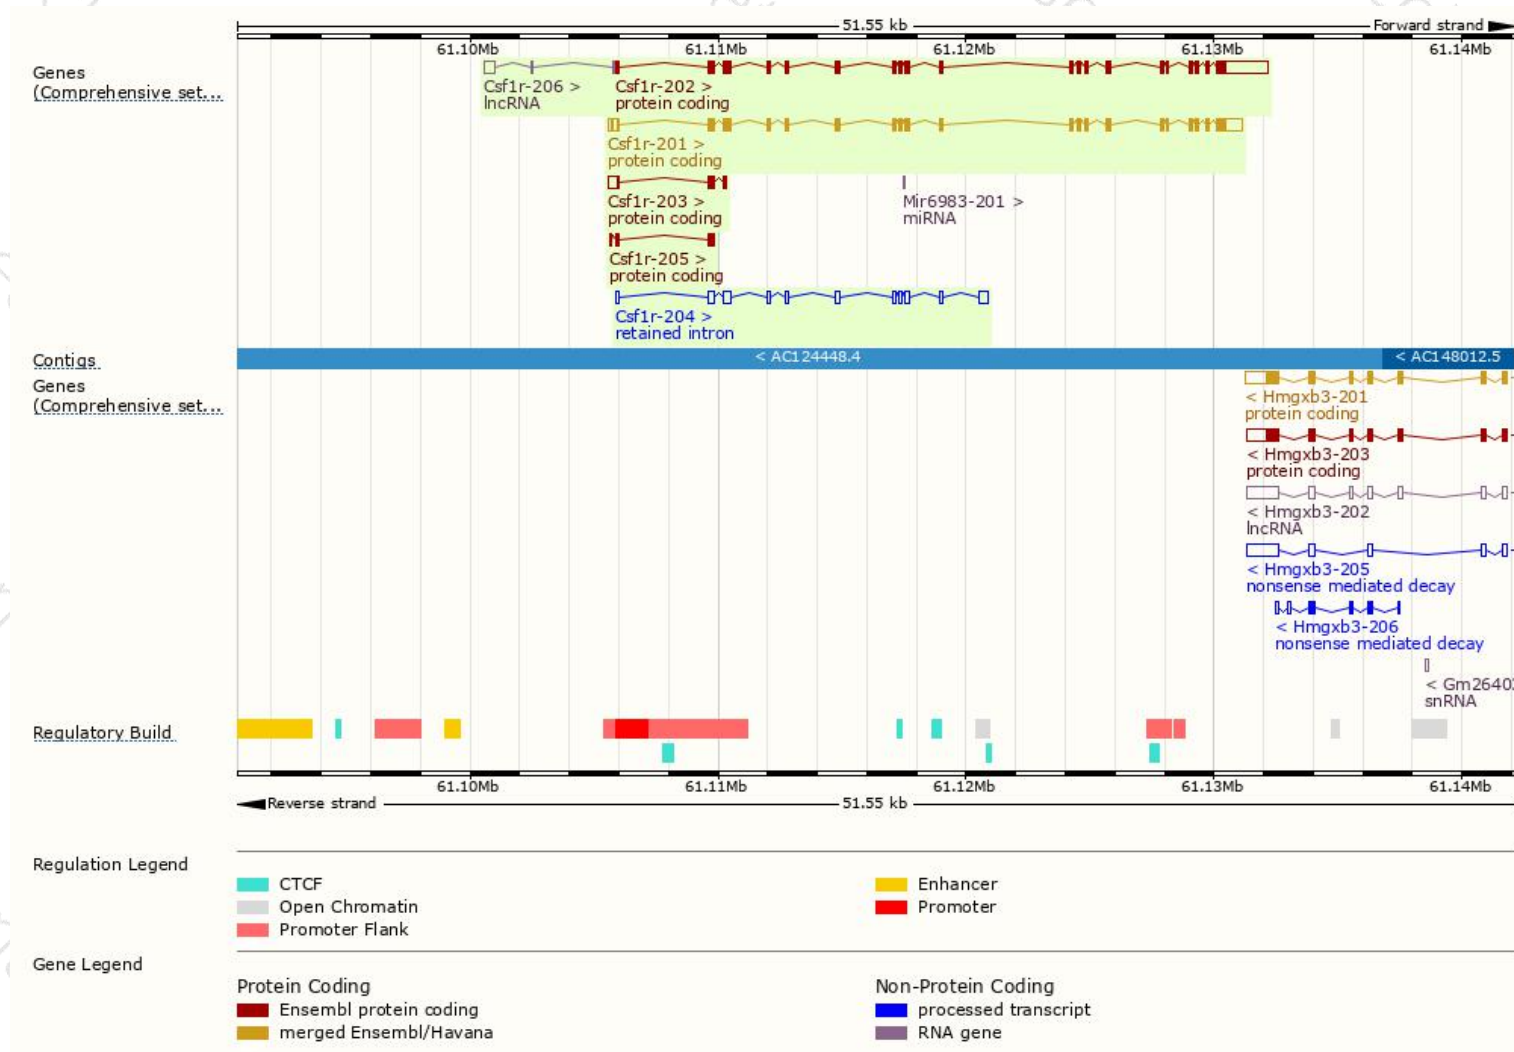 51.55 kb
Forward strand
61.10Mb 61.11Mb 61.12Mb 61.13Mb 61.14Mb
Genes
(Comprehensive set...
Csf1r-206 >
lncRNA
Csf1r-202 >
protein coding
Csf1r-201 >
protein coding
Csf1r-203 >
protein coding
Mir6983-201 >
miRNA
Csf1r-205 >
protein coding
Csf1r-204 >
retained intron
Contigs
< AC124448.4
< AC148012.5
Genes
(Comprehensive set...
< Hmgxb3-201
protein coding
< Hmgxb3-203
protein coding
< Hmgxb3-202
lncRNA
< Hmgxb3-205
nonsense mediated decay
< Hmgxb3-206
nonsense mediated decay
< Gm2640
snRNA
Regulatory Build
61.10Mb 61.11Mb 61.12Mb 61.13Mb 61.14Mb
Reverse strand
51.55 kb
Regulation Legend
CTCF
Enhancer
Open Chromatin
Promoter
Promoter Flank
Gene Legend
Protein Coding
Non-Protein Coding
Ensembl protein coding
processed transcript
merged Ensembl/Havana
RNA gene